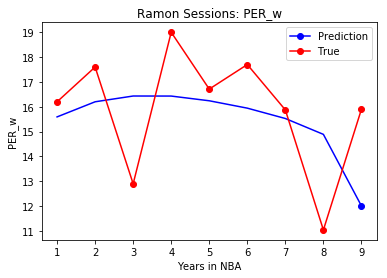 Ramon Sessions: PER_w
Prediction
True
19
18
17
16
15
14
13
12
11
PER_w
1 2 3 4 5 6 7 8 9
Years in NBA